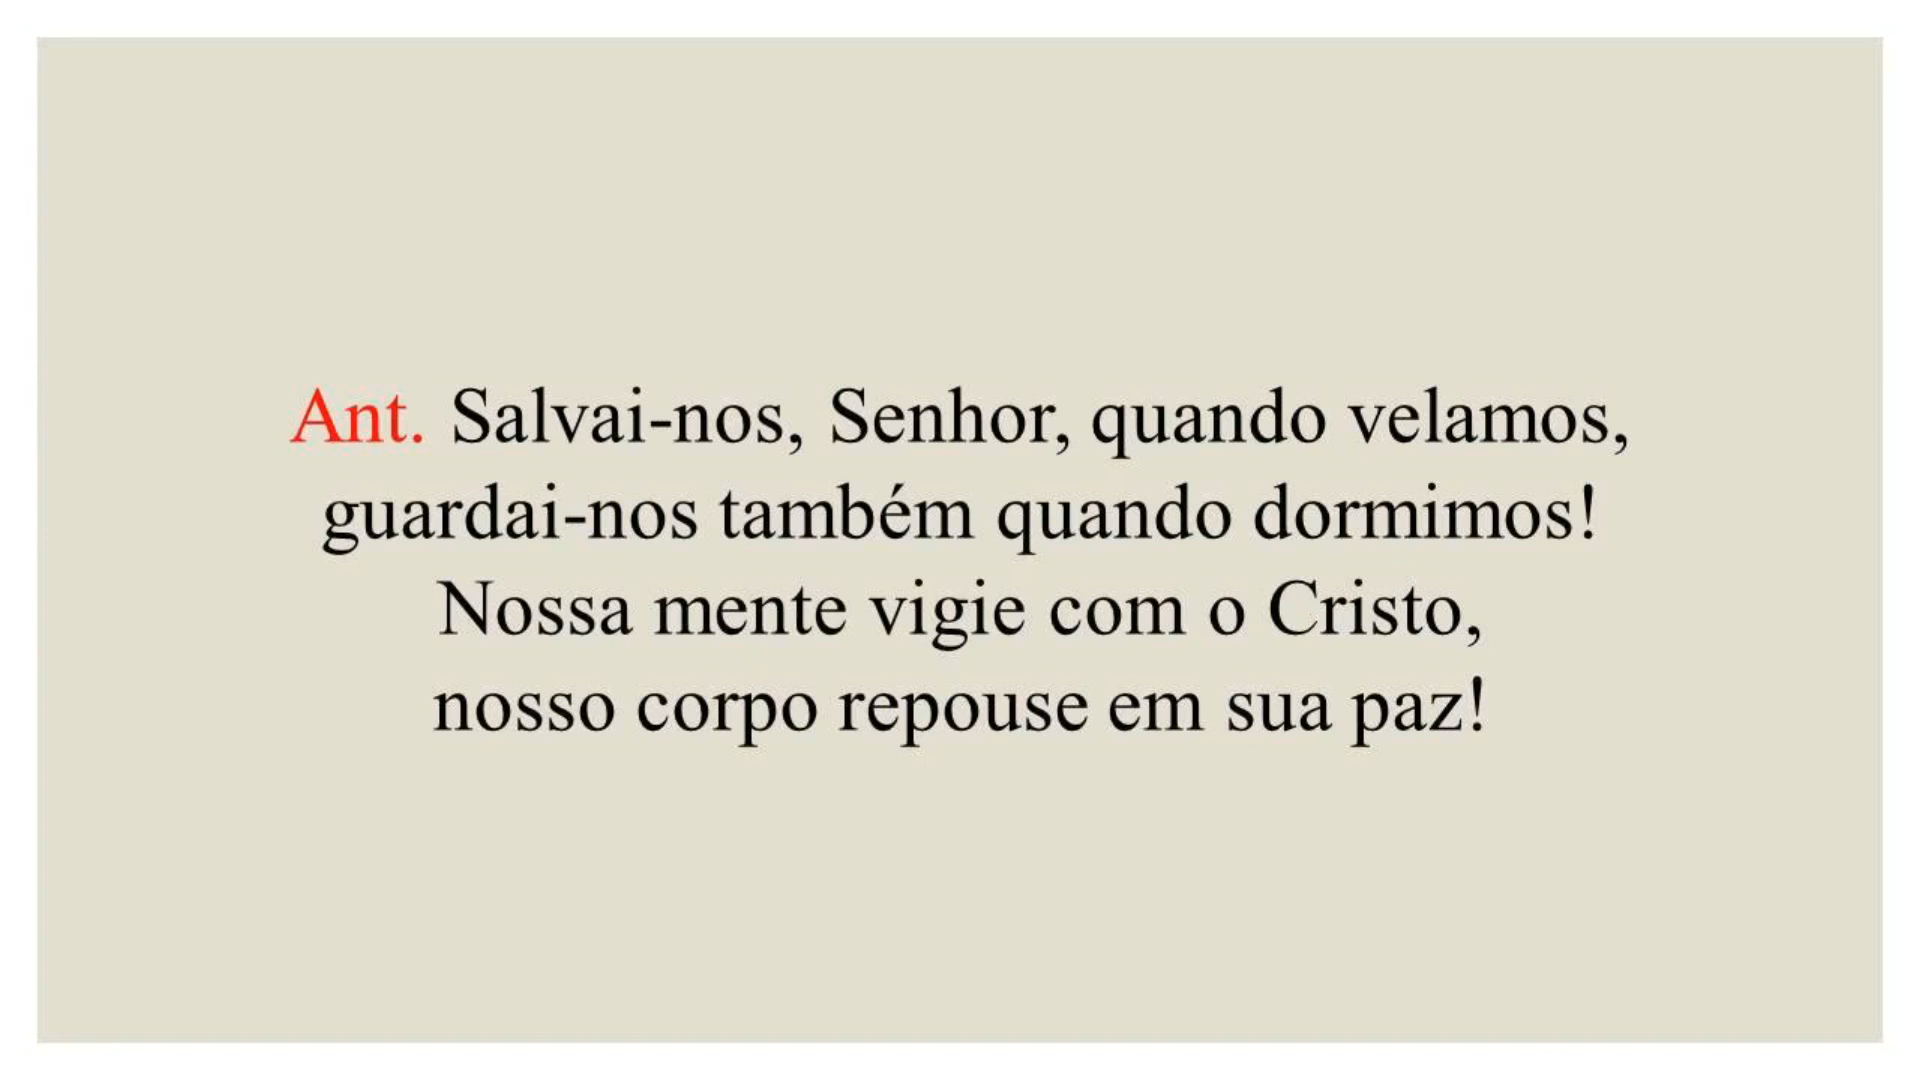 Ant. Salvai-nos, Senhor, quando velamos,
guardai-nos também quando dormimos!
Nossa mente vigie com o Cristo,
nosso corpo repouse em sua paz!